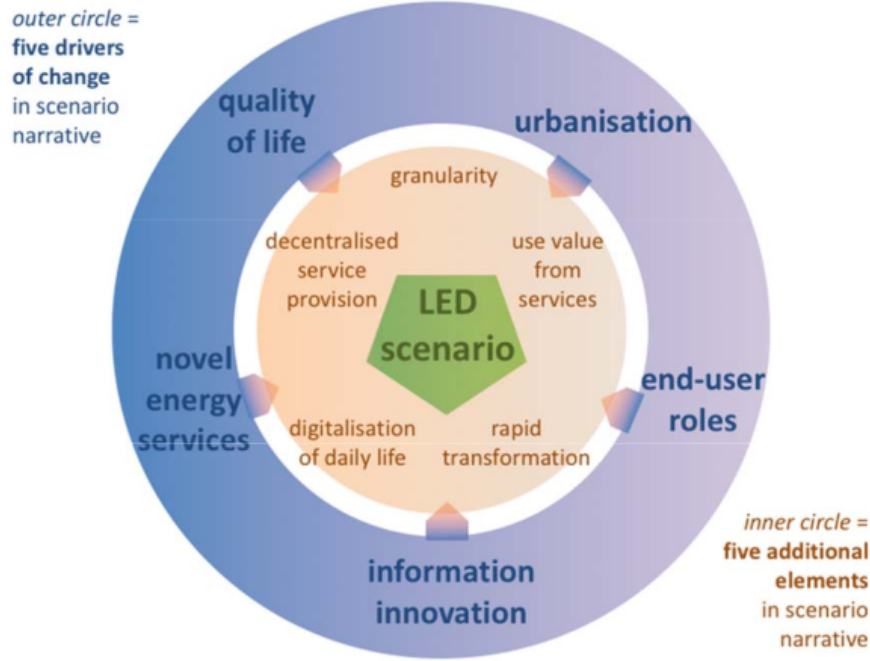 outer circle =
five drivers
of change
in scenario
narrative
quality
of life
urbanisation
granularity
decentralised
service
provision
use value
from
services
LED
scenario
novel
energy
services
end-user
roles
digitalisation
of daily life
rapid
transformation
information
innovation
inner circle =
five additional
elements
in scenario
narrative